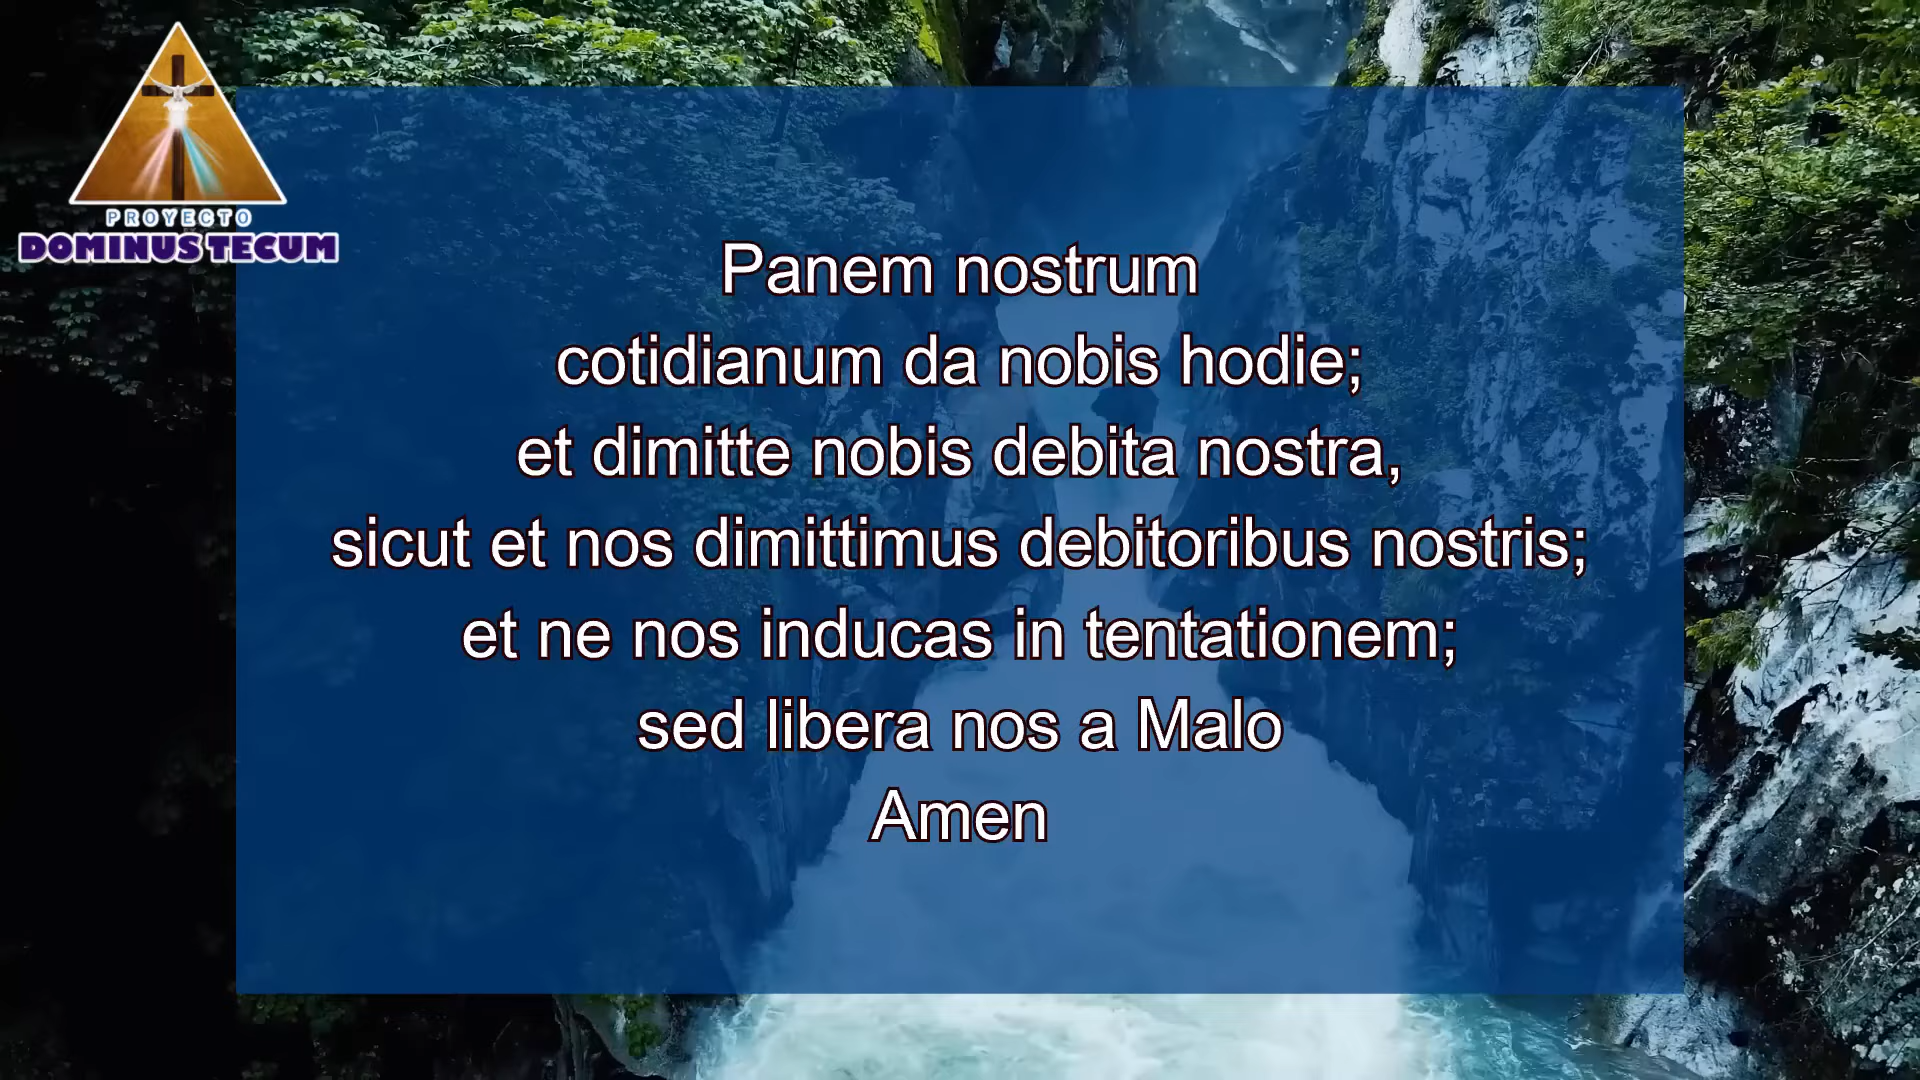 PROYECTO
DOMINUS TECUM
Panem nostrum
cotidianum da nobis hodie;
et dimitte nobis debita nostra,
sicut et nos dimittimus debitoribus nostris;
et ne nos inducas in tentationem;
sed libera nos a Malo
Amen